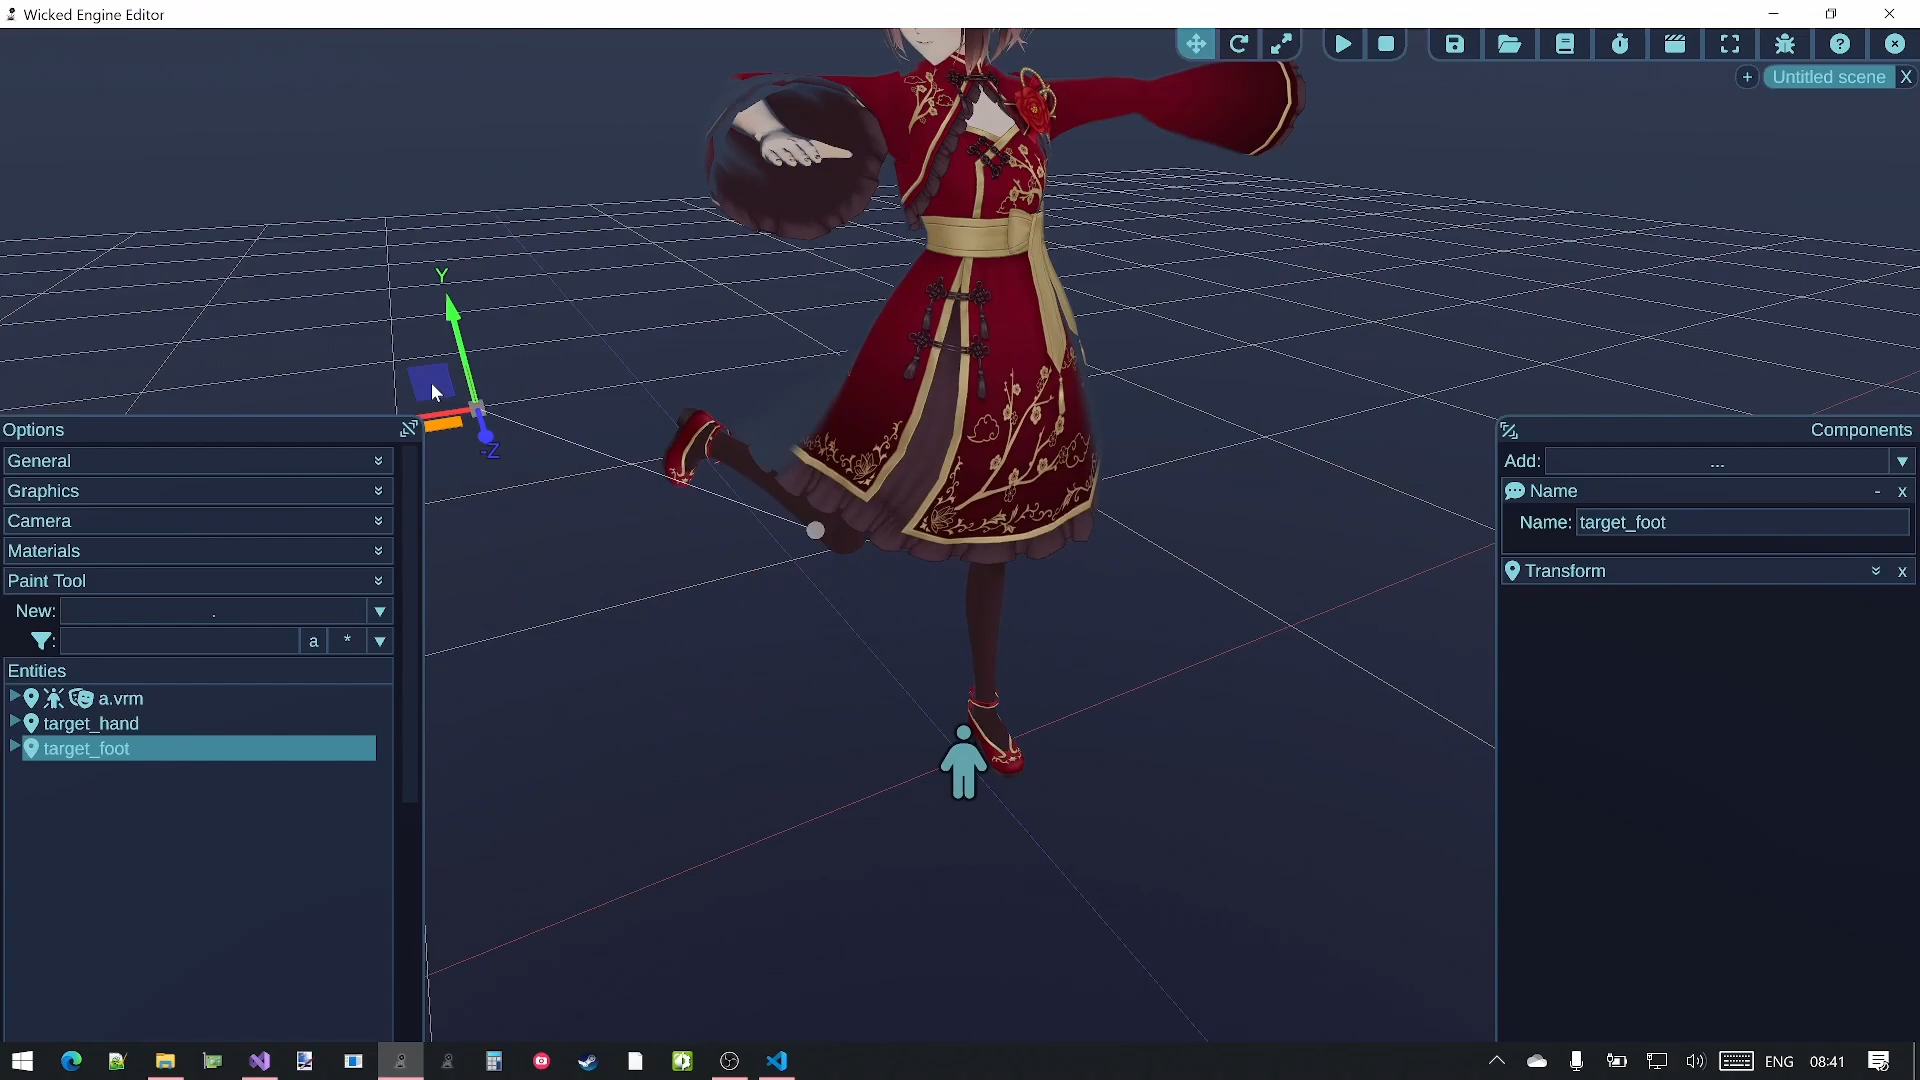 Wicked Engine Editor
+ Untitled scene X
Y
-Z
Options
General
Graphics
Camera
Materials
Paint Tool
New: .
: a *
Entities
a.vrm
target_hand
target_foot
Components
Add: ...
Name - x
Name: target_foot
Transform x
ENG 08:41